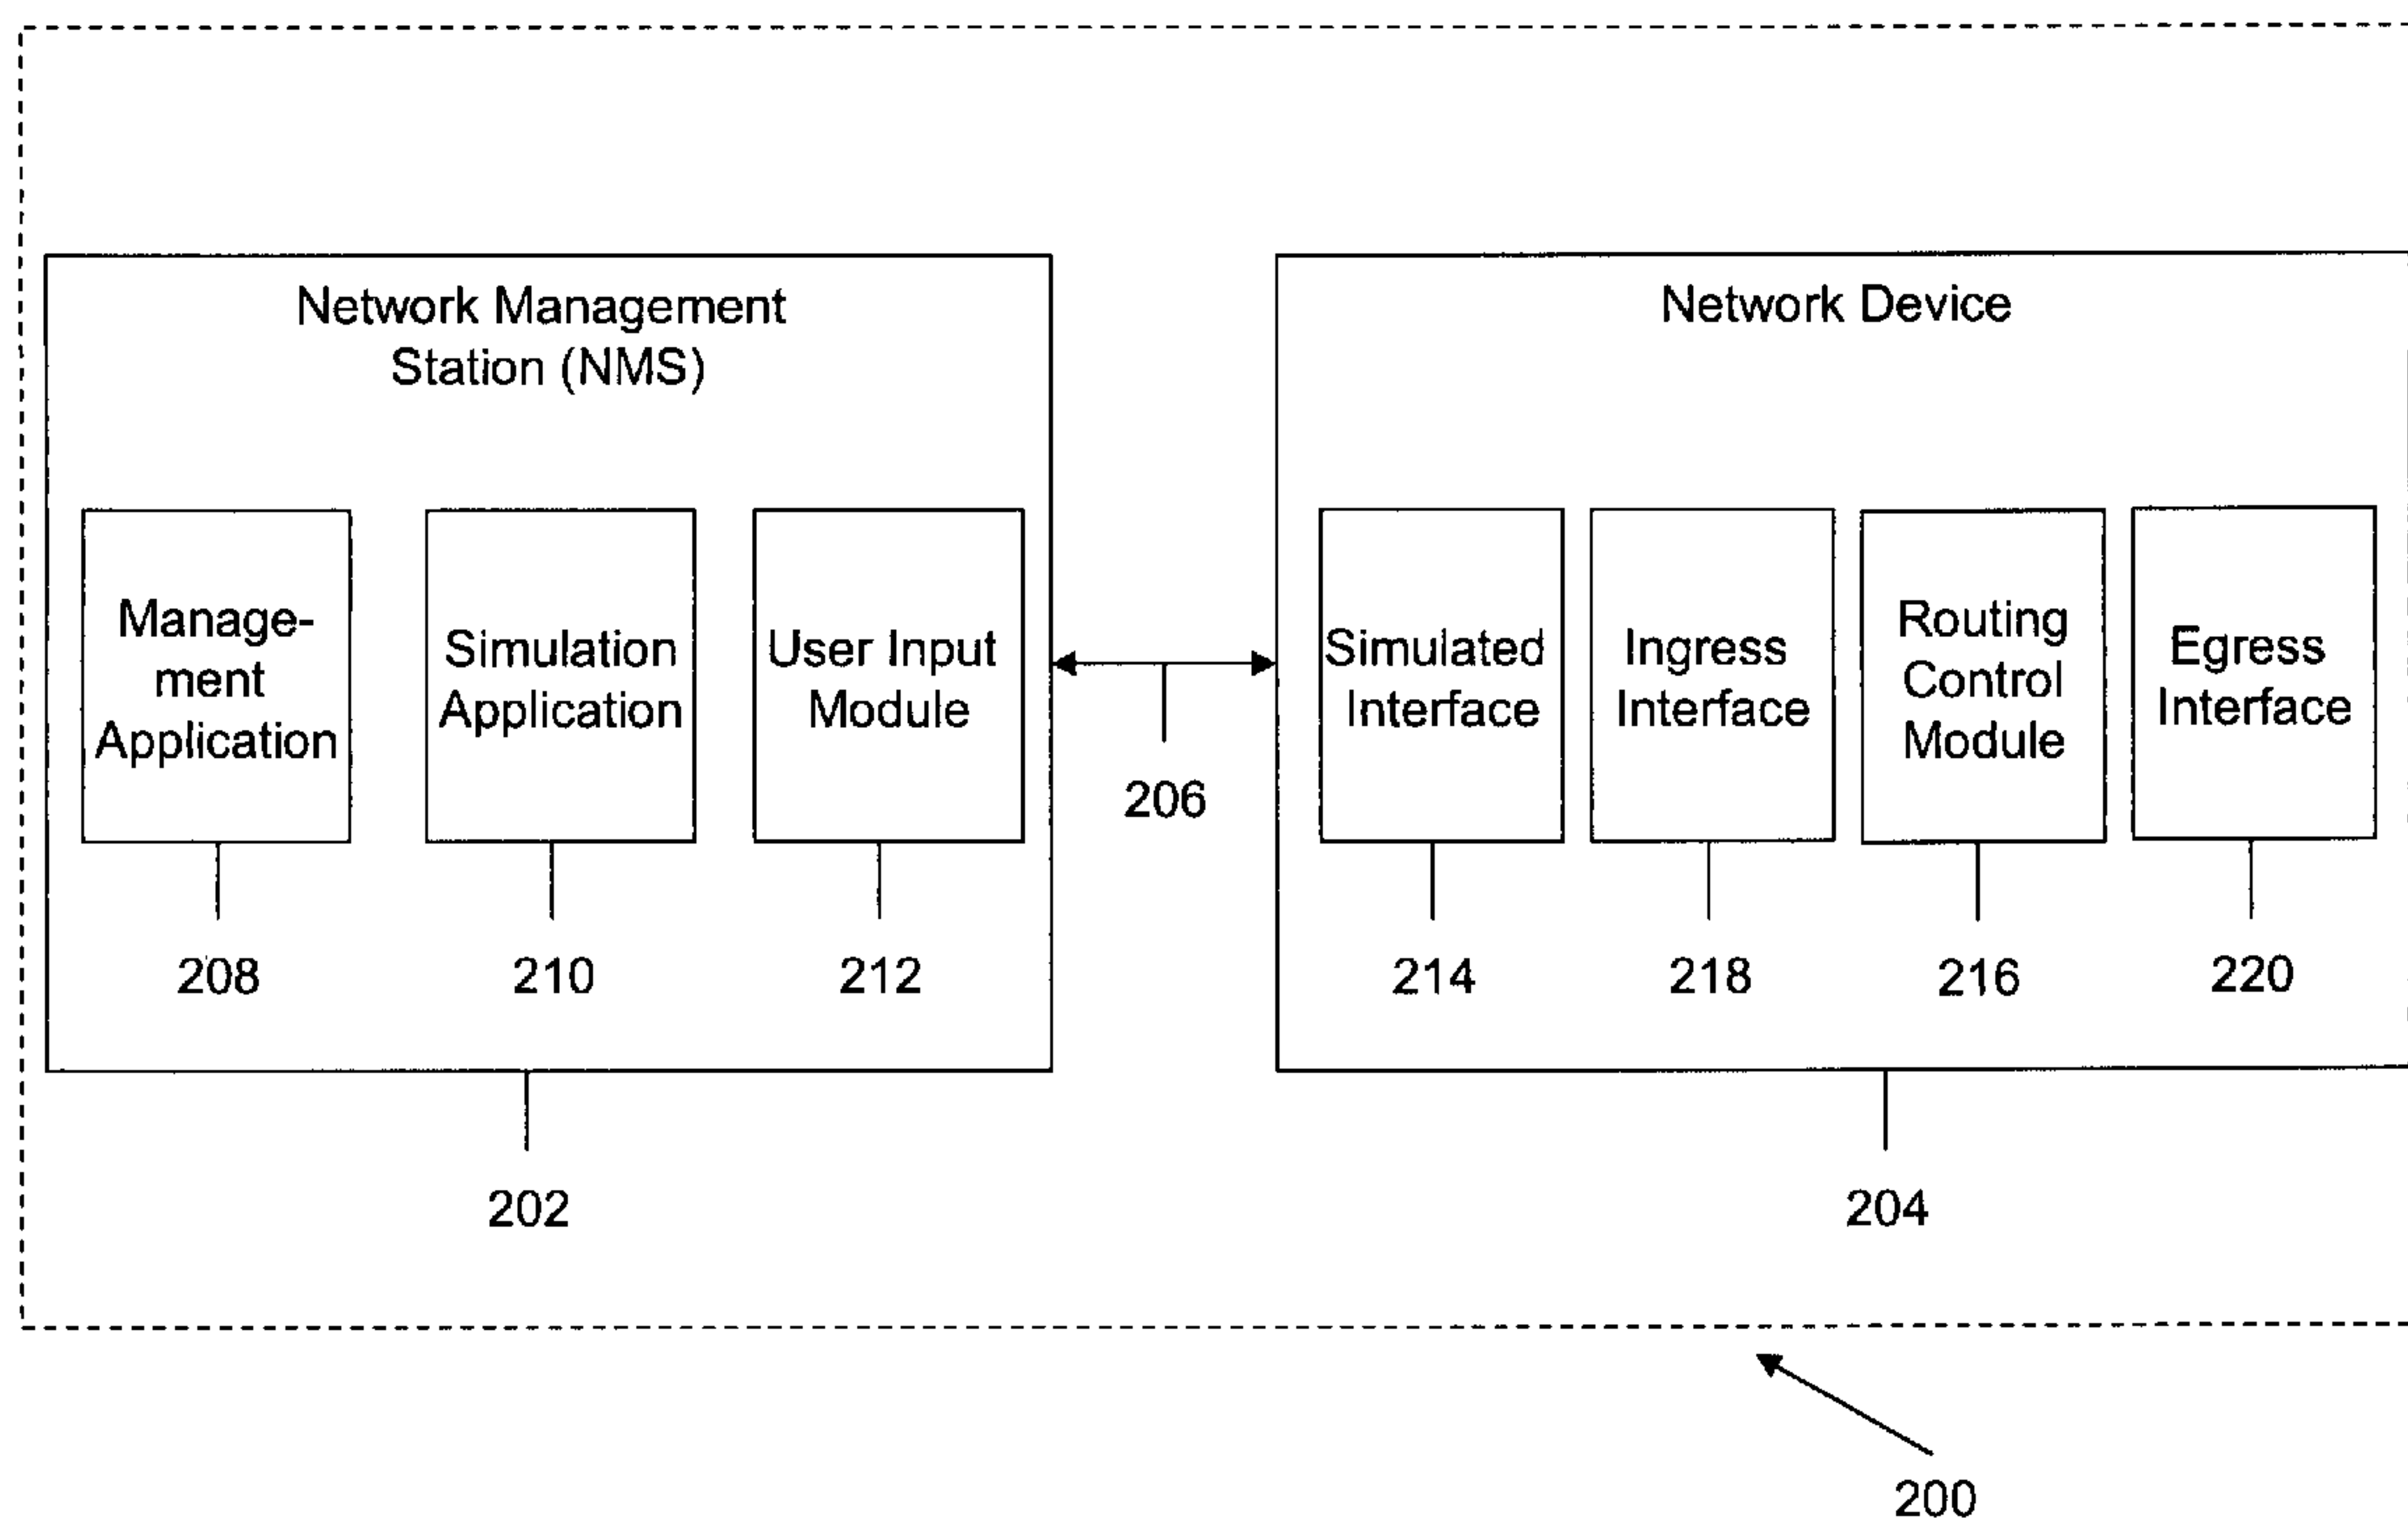 Network Management
Station (NMS)
Network Device
Manage-
ment
Application
Simulation
Application
User Input
Module
206
Simulated
Interface
Ingress
Interface
Routing
Control
Module
Egress
Interface
208
210
212
214
218
216
220
202
204
200